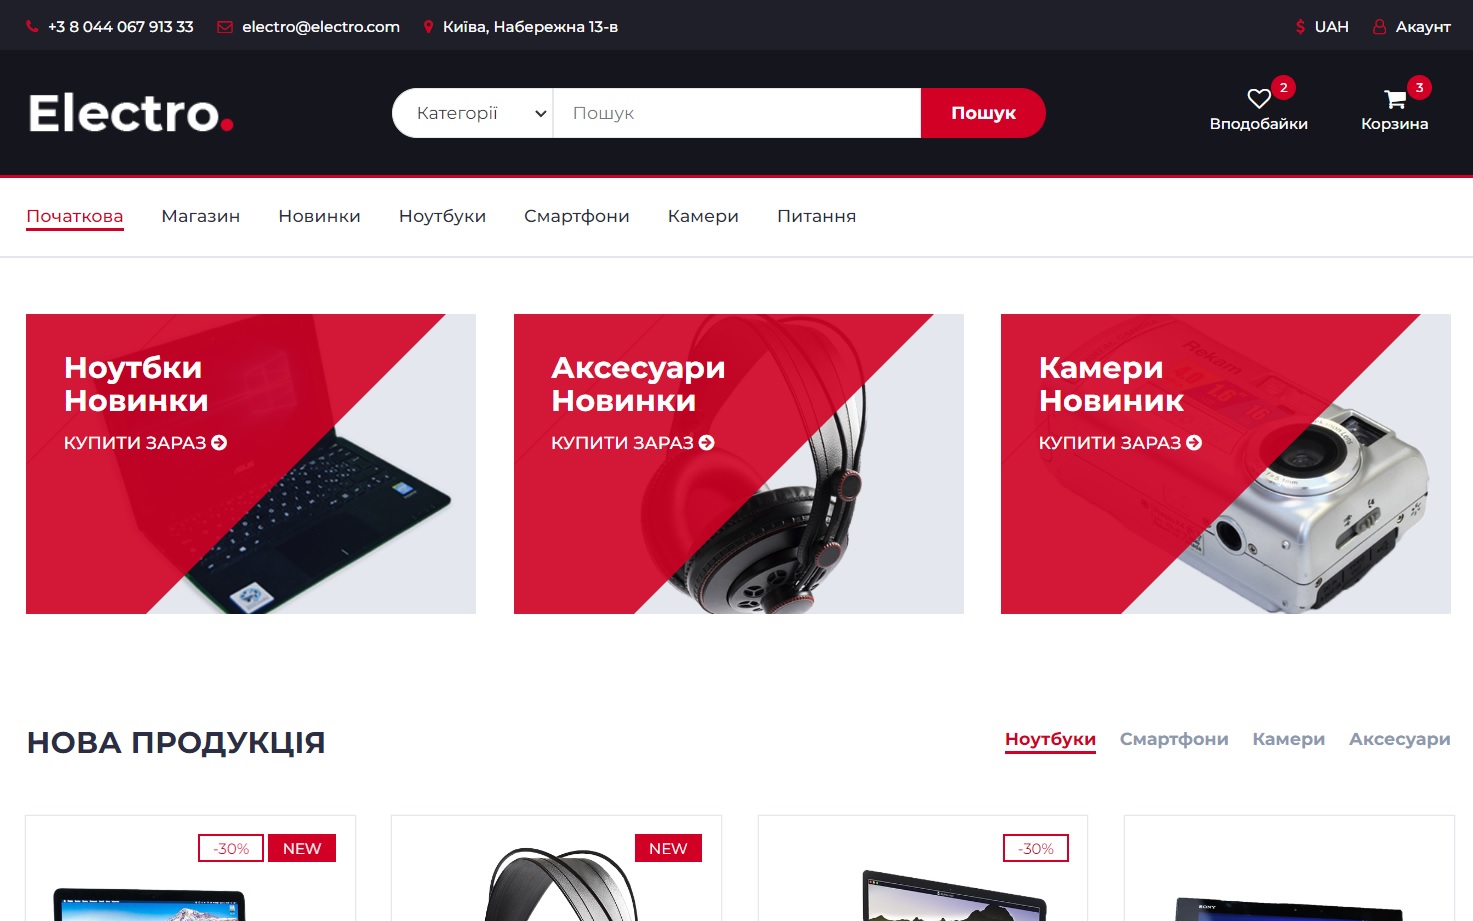 +3 8 044 067 913 33 electro@electro.com Київа, Набережна 13-в UAH Акаунт
Electro.
Категорії Пошук Пошук
2 Вподобайки
3 Корзина
Початкова Магазин Новинки Ноутбуки Смартфони Камери Питання
Ноутбки
Новинки
КУПИТИ ЗАРАЗ
Аксесуари
Новинки
КУПИТИ ЗАРАЗ
Камери
Новиник
КУПИТИ ЗАРАЗ
Rekam
НОВА ПРОДУКЦІЯ
Ноутбуки Смартфони Камери Аксесуари
-30% NEW
NEW
-30%
SONY